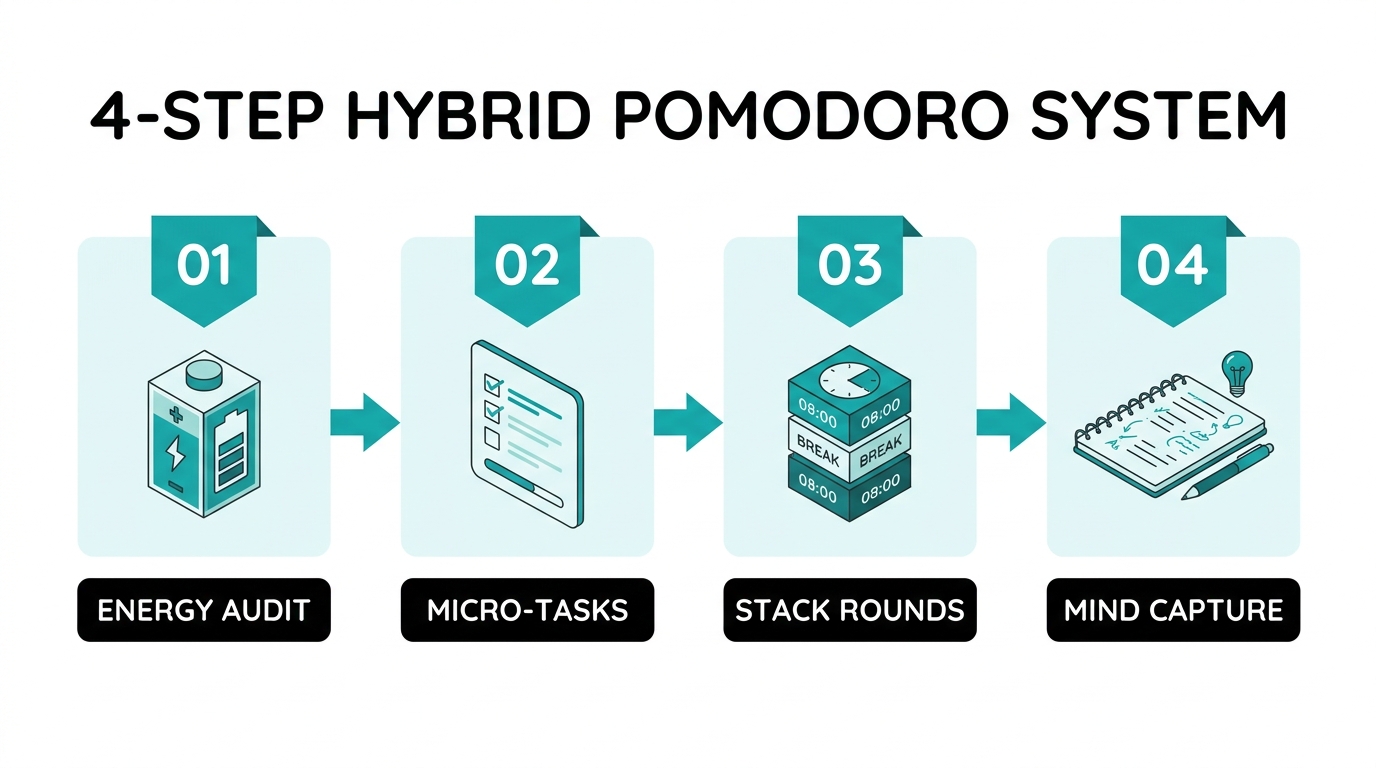 4-STEP HYBRID POMODORO SYSTEM
01
02
03
04
08:00 08:00
BREAK BREAK
08:00 08:00
ENERGY AUDIT
MICRO-TASKS
STACK ROUNDS
MIND CAPTURE